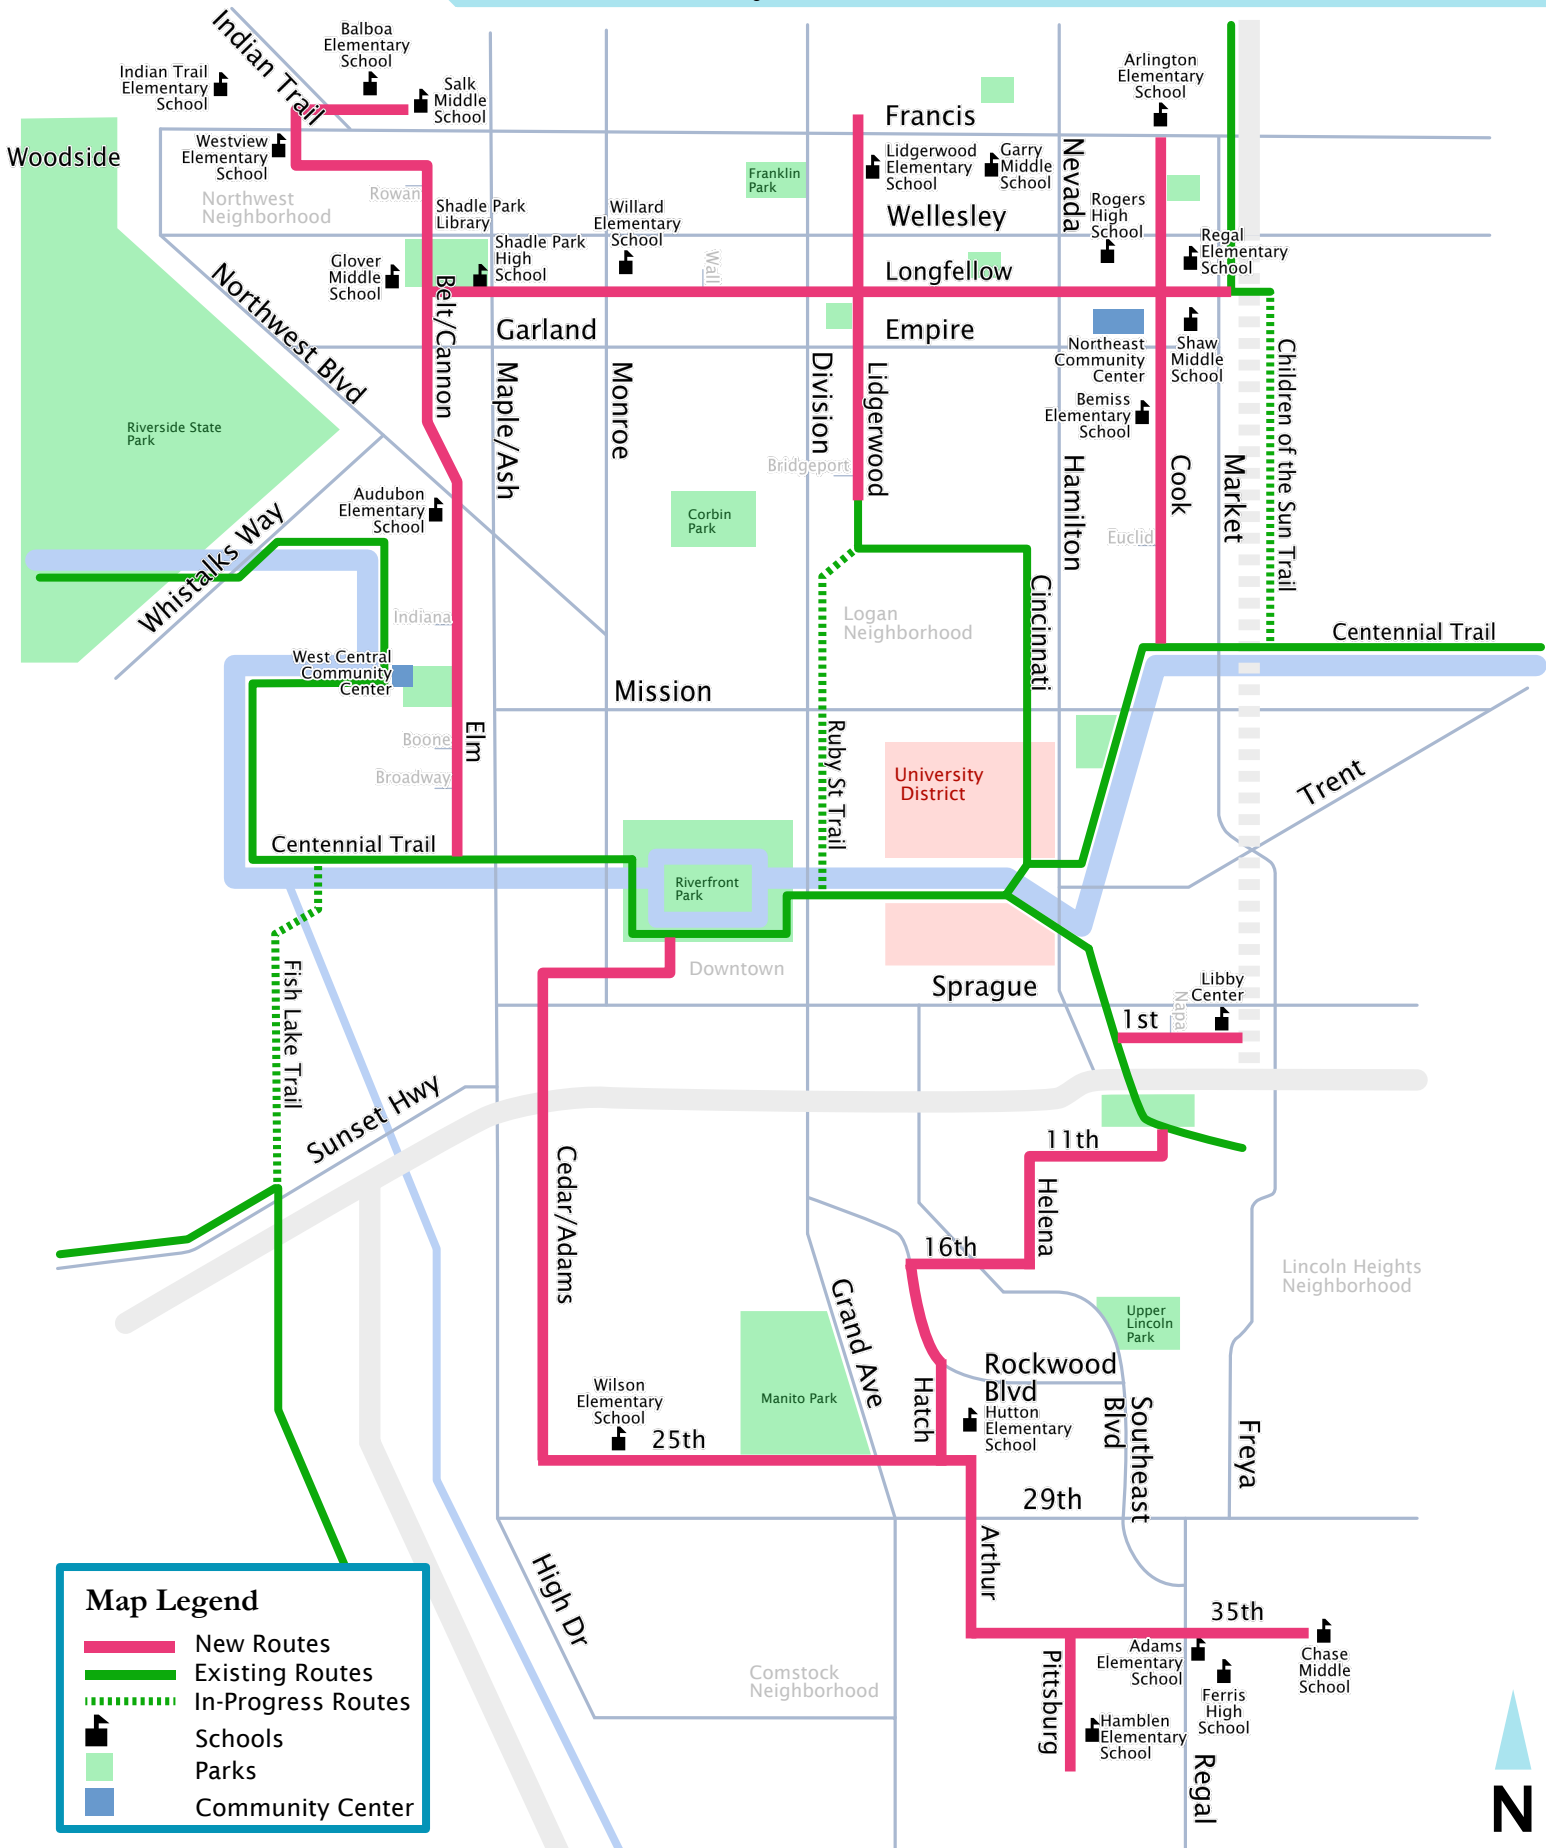 Indian Trail
Balboa
Elementary
School
Indian Trail
Elementary
School
Salk
Middle
School
Arlington
Elementary
School
Francis
Woodside
Westview
Elementary
School
Lidgerwood
Elementary
School
Garry
Middle
School
Nevada
Franklin
Park
Northwest
Neighborhood
Rowan
Shadle Park
Library
Willard
Elementary
School
Wellesley
Rogers
High
School
Regal
Elementary
School
Glover
Middle
School
Shadle Park
High
School
Wall
Longfellow
Northwest Blvd
Belt/Cannon
Garland
Empire
Northeast
Community
Center
Shaw
Middle
School
Children of the Sun Trail
Maple/Ash
Monroe
Division
Lidgerwood
Bemiss
Elementary
School
Riverside State
Park
Bridgeport
Hamilton
Cook
Market
Audubon
Elementary
School
Corbin
Park
Euclid
Whistalks Way
Cincinnati
Indiana
Logan
Neighborhood
Centennial Trail
West Central
Community
Center
Mission
Elm
Boone
Broadway
Ruby St Trail
University
District
Trent
Centennial Trail
Riverfront
Park
Downtown
Fish Lake Trail
Sprague
Libby
Center
Napa
1st
Sunset Hwy
Cedar/Adams
11th
Helena
16th
Lincoln Heights
Neighborhood
Grand Ave
Upper
Lincoln
Park
Rockwood
Blvd
Hatch
Wilson
Elementary
School
Manito Park
Hutton
Elementary
School
Southeast
Blvd
Freya
25th
29th
Arthur
High Dr
35th
Pittsburg
Adams
Elementary
School
Ferris
High
School
Chase
Middle
School
Comstock
Neighborhood
Hamblen
Elementary
School
Regal
N
Map Legend
New Routes
Existing Routes
In-Progress Routes
Schools
Parks
Community Center